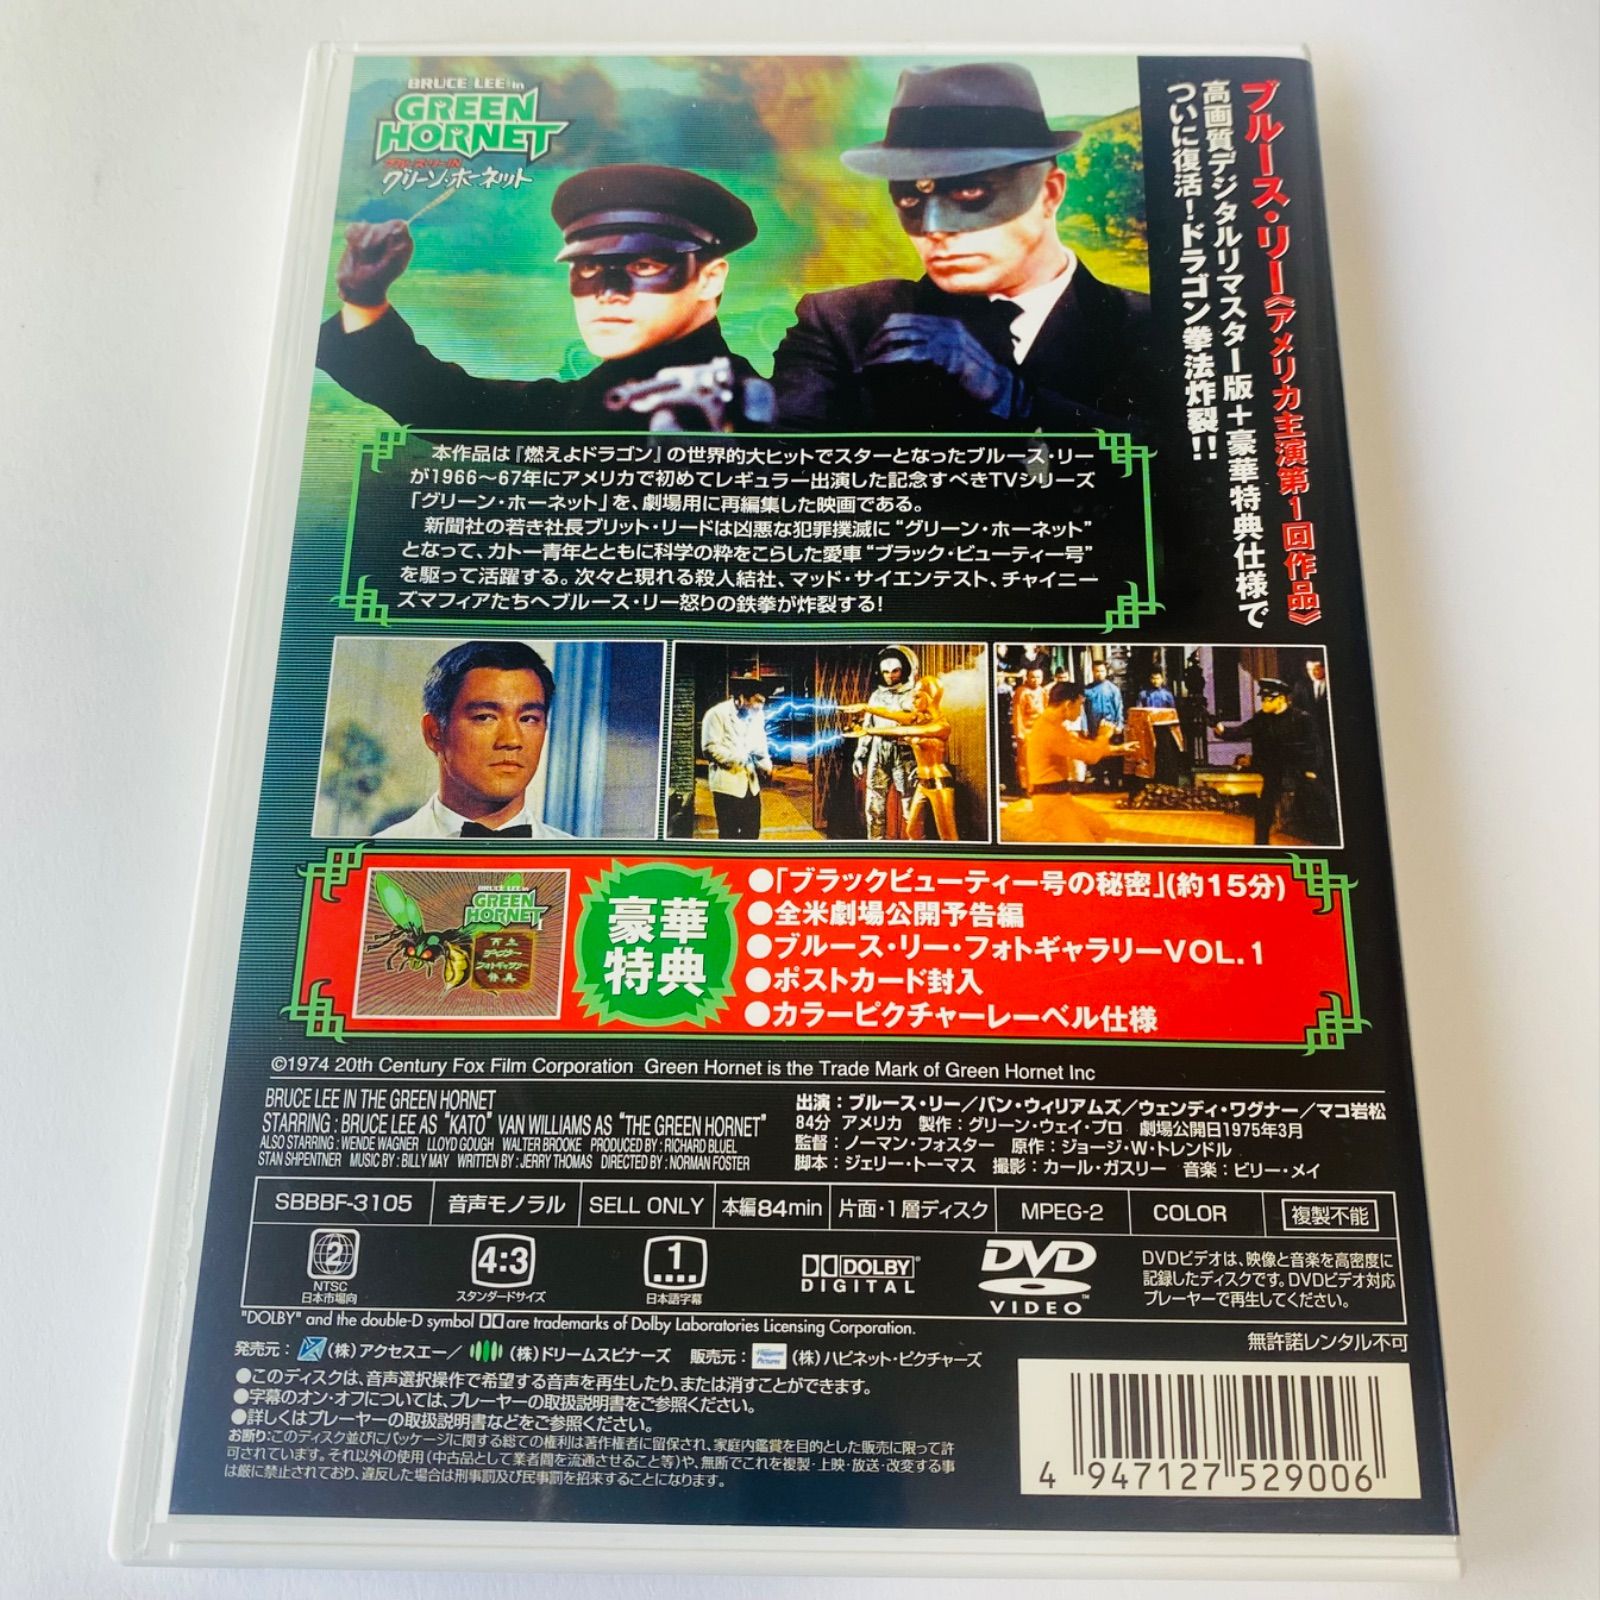 BRUCE LEE in
GREEN
HORNET
ブルース・リーIN
グリーン・ホーネット
ブルース・リー《アメリカ主演第1回作品》
高画質デジタルリマスター版+豪華特典仕様で
ついに復活!ドラゴン拳法炸裂!!
本作品は『燃えよドラゴン』の世界的大ヒットでスターとなったブルース・リー
が1966〜67年にアメリカで初めてレギュラー出演した記念すべきTVシリーズ
「グリーン・ホーネット」を、劇場用に再編集した映画である。
新聞社の若き社長ブリット・リードは凶悪な犯罪撲滅に“グリーン・ホーネット”
となって、カトー青年とともに科学の粋をこらした愛車“ブラック・ビューティー号”
を駆って活躍する。次々と現れる殺人結社、マッド・サイエンテスト、チャイニー
ズマフィアたちへブルース・リー怒りの鉄拳が炸裂する!
BRUCE LEE in
GREEN
HORNET
豪華
特典
●「ブラックビューティー号の秘密」(約15分)
●全米劇場公開予告編
●ブルース・リー・フォトギャラリーVOL.1
●ポストカード封入
●カラーピクチャーレーベル仕様
©1974 20th Century Fox Film Corporation Green Hornet is the Trade Mark of Green Hornet Inc
BRUCE LEE IN THE GREEN HORNET
STARRING : BRUCE LEE AS "KATO" VAN WILLIAMS AS "THE GREEN HORNET"
ALSO STARRING : WENDE WAGNER LLOYD GOUGH WALTER BROOKE PRODUCED BY : RICHARD BLUEL
STAN SHPENTNER MUSIC BY : BILLY MAY WRITTEN BY : JERRY THOMAS DIRECTED BY : NORMAN FOSTER
出演:ブルース・リー/バン・ウィリアムズ/ウェンディ・ワグナー/マコ岩松
84分 アメリカ 製作:グリーン・ウェイ・プロ 劇場公開日1975年3月
監督:ノーマン・フォスター 原作:ジョージ・W・トレンドル
脚本:ジェリー・トーマス 撮影:カール・ガスリー 音楽:ビリー・メイ
SBBBF-3105 音声モノラル SELL ONLY 本編84min 片面・1層ディスク MPEG-2 COLOR 複製不能
2
NTSC
日本市場向
4:3
スタンダードサイズ
1
日本語字幕
DOLBY
DIGITAL
DVD
VIDEO
TM
DVDビデオは、映像と音楽を高密度に
記録したディスクです。DVDビデオ対応
プレーヤーで再生してください。
"DOLBY" and the double-D symbol are trademarks of Dolby Laboratories Licensing Corporation.
無許諾レンタル不可
発売元: (株)アクセスエー/ (株)ドリームスピナーズ 販売元: Happinet Pictures (株)ハピネット・ピクチャーズ
●このディスクは、音声選択操作で希望する音声を再生したり、または消すことができます。
●字幕のオン・オフについては、プレーヤーの取扱説明書をご参照ください。
●詳しくはプレーヤーの取扱説明書などをご参照ください。
お断り:このディスク並びにパッケージに関する総ての権利は著作権者に留保され、家庭内鑑賞を目的とした販売に限って許
可されています。それ以外の使用(中古品として業者間を流通させること等)や、無断でこれを複製・上映・放送・改変する事
は厳に禁止されており、違反した場合は刑事罰及び民事罰を招来することになります。
4 947127 529006